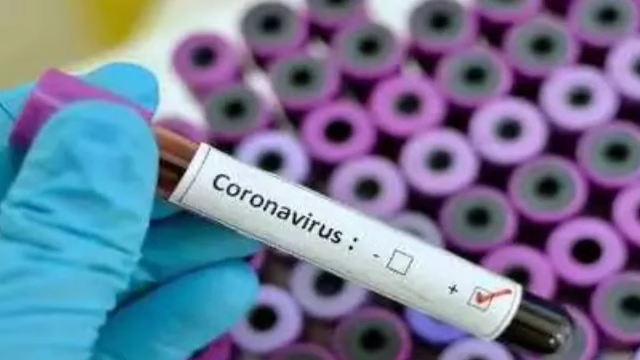 Coronavirus : - ☐ + ☑